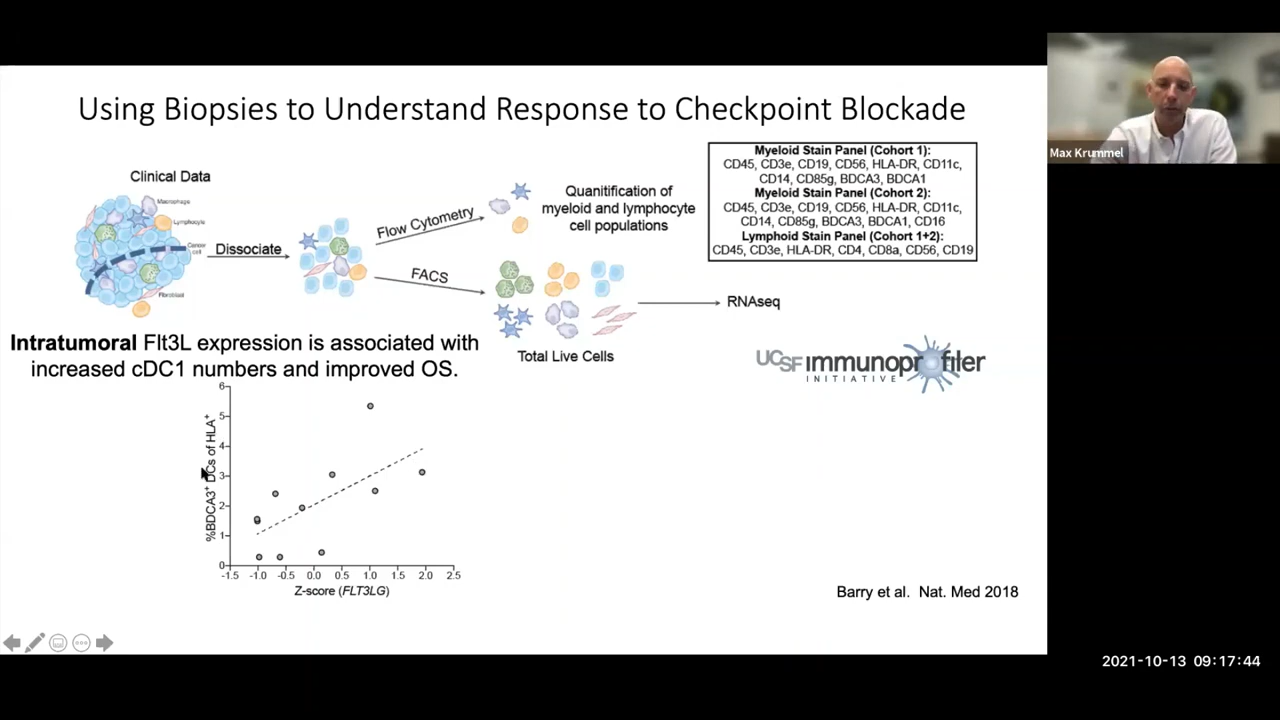 Using Biopsies to Understand Response to Checkpoint Blockade
Max Krummel
Clinical Data
Macrophage
Lymphocyte
Cancer
cell
Fibroblast
Dissociate
Flow Cytometry
FACS
Quanitification of
myeloid and lymphocyte
cell populations
Total Live Cells
RNAseq
Myeloid Stain Panel (Cohort 1):
CD45, CD3e, CD19, CD56, HLA-DR, CD11c,
CD14, CD85g, BDCA3, BDCA1
Myeloid Stain Panel (Cohort 2):
CD45, CD3e, CD19, CD56, HLA-DR, CD11c,
CD14, CD85g, BDCA3, BDCA1, CD16
Lymphoid Stain Panel (Cohort 1+2):
CD45, CD3e, HLA-DR, CD4, CD8a, CD56, CD19
UCSF immunoprofiler
INITIATIVE
Intratumoral Flt3L expression is associated with
increased cDC1 numbers and improved OS.
%BDCA3+ DCs of HLA+
6
5
4
3
2
1
0
-1.5 -1.0 -0.5 0.0 0.5 1.0 1.5 2.0 2.5
Z-score (FLT3LG)
Barry et al. Nat. Med 2018
2021-10-13 09:17:44